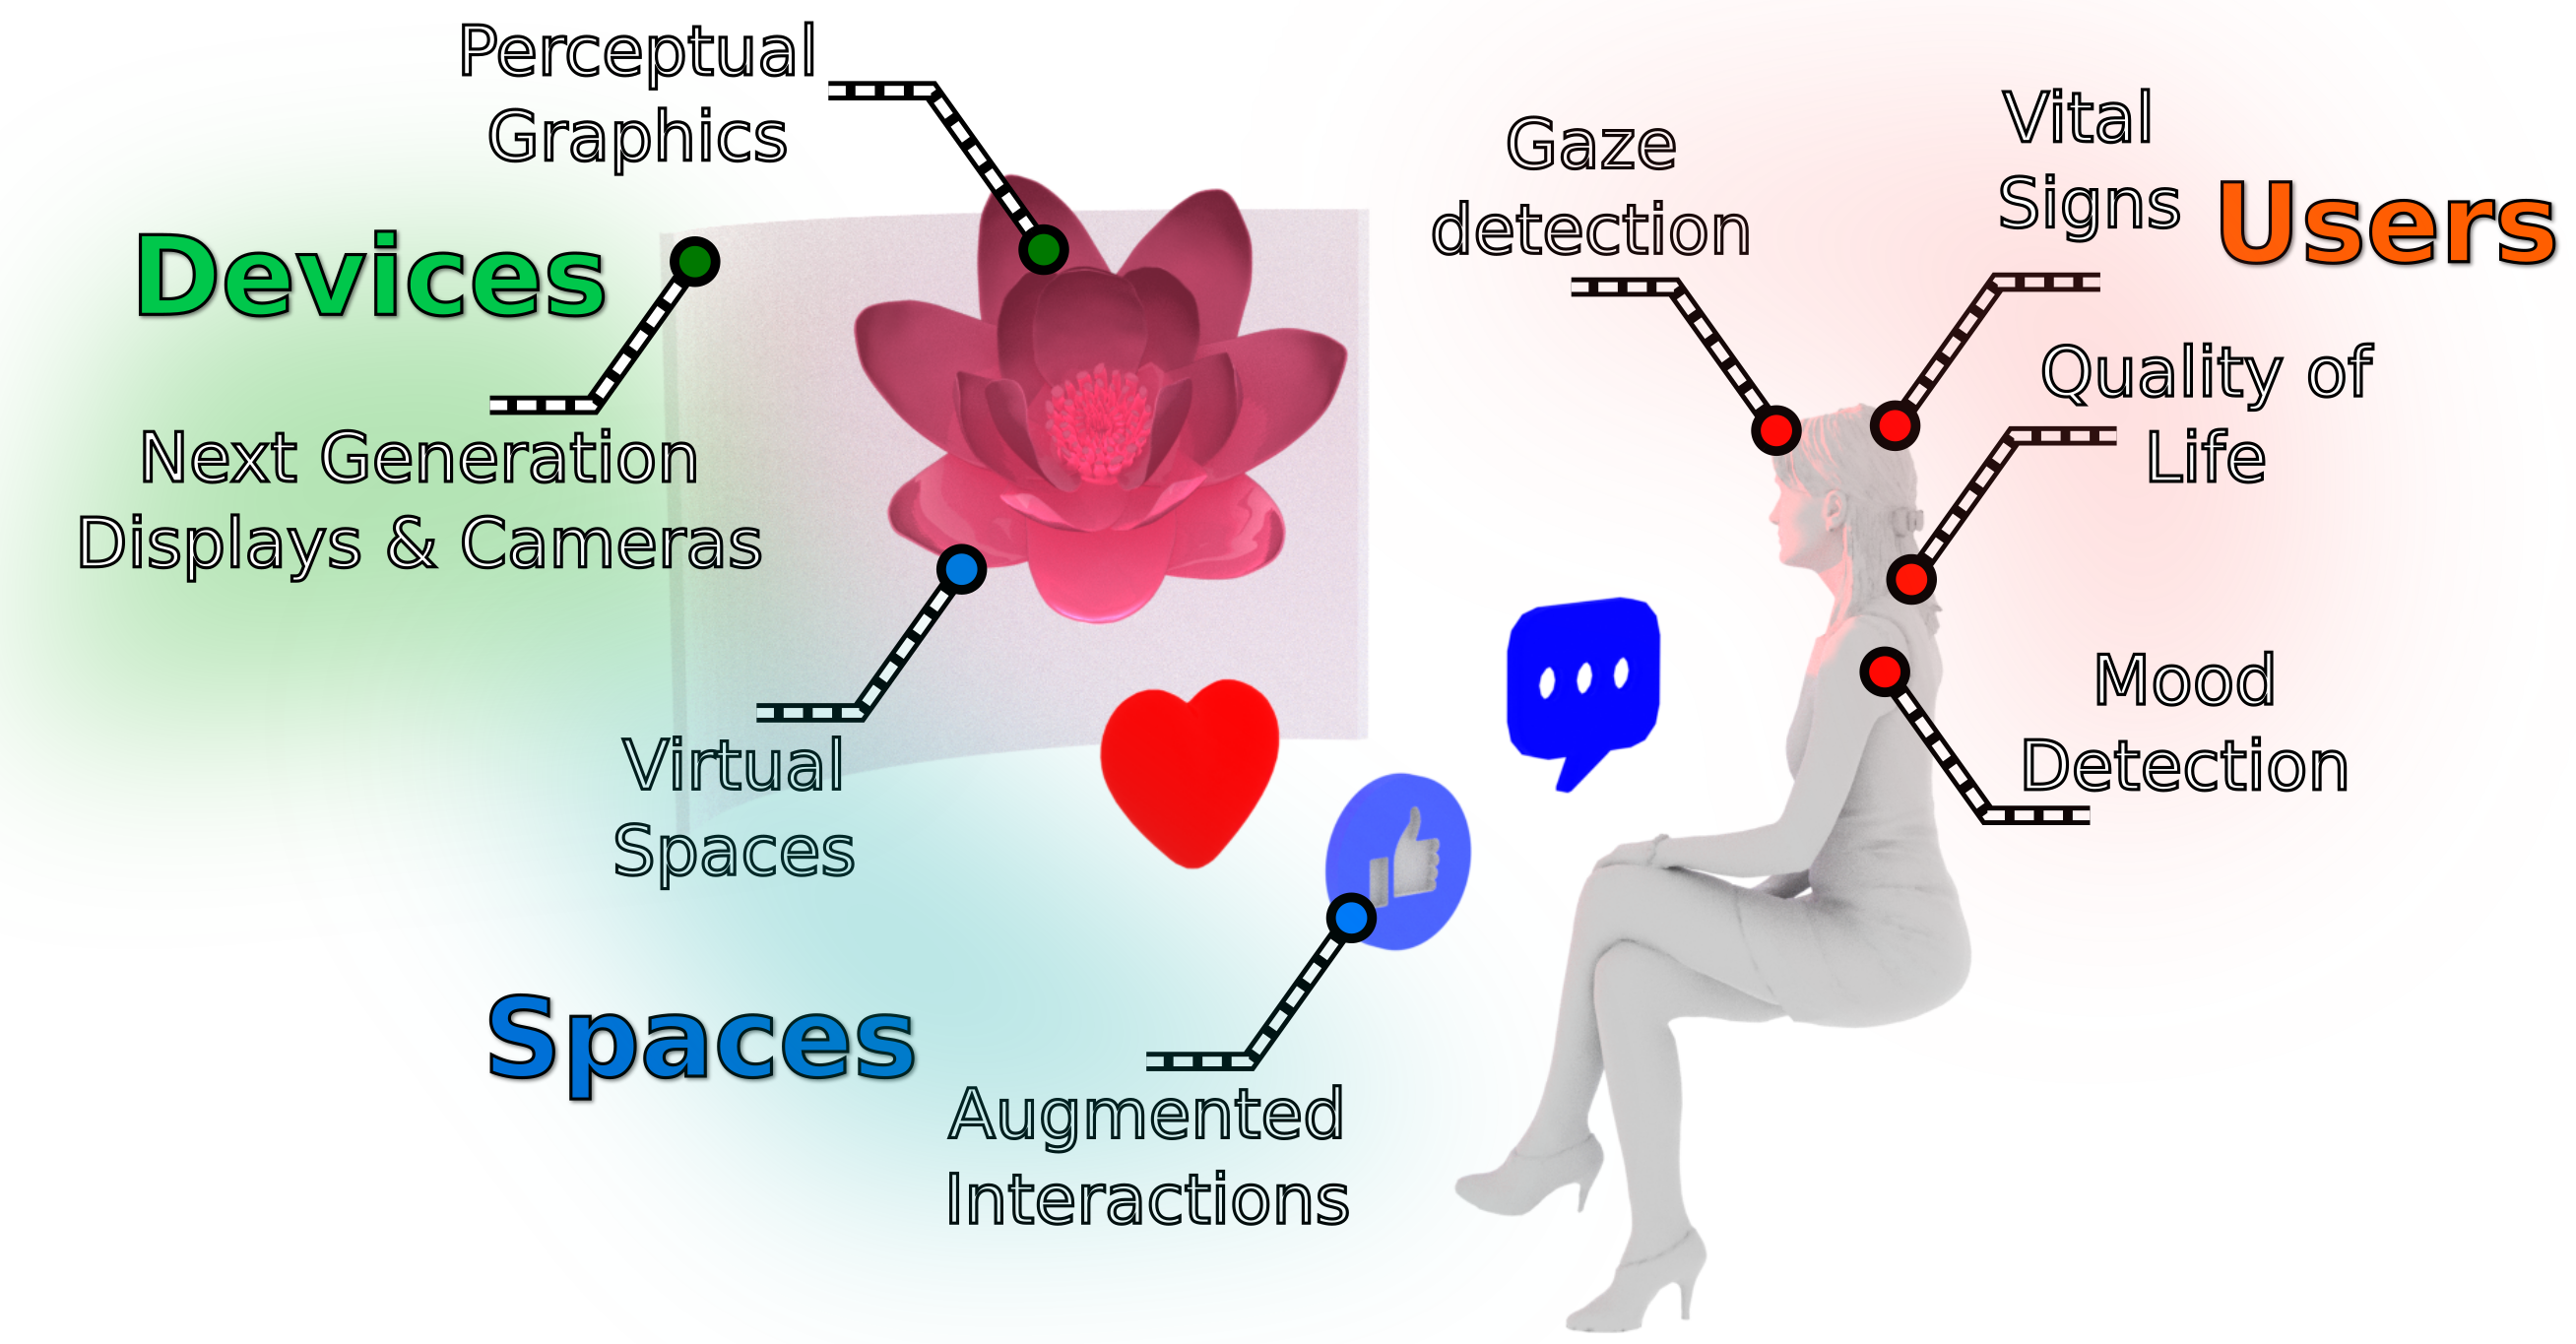 Perceptual
Graphics
Devices
Next Generation
Displays & Cameras
Virtual
Spaces
Spaces
Augmented
Interactions
Gaze
detection
Vital
Signs
Users
Quality of
Life
Mood
Detection